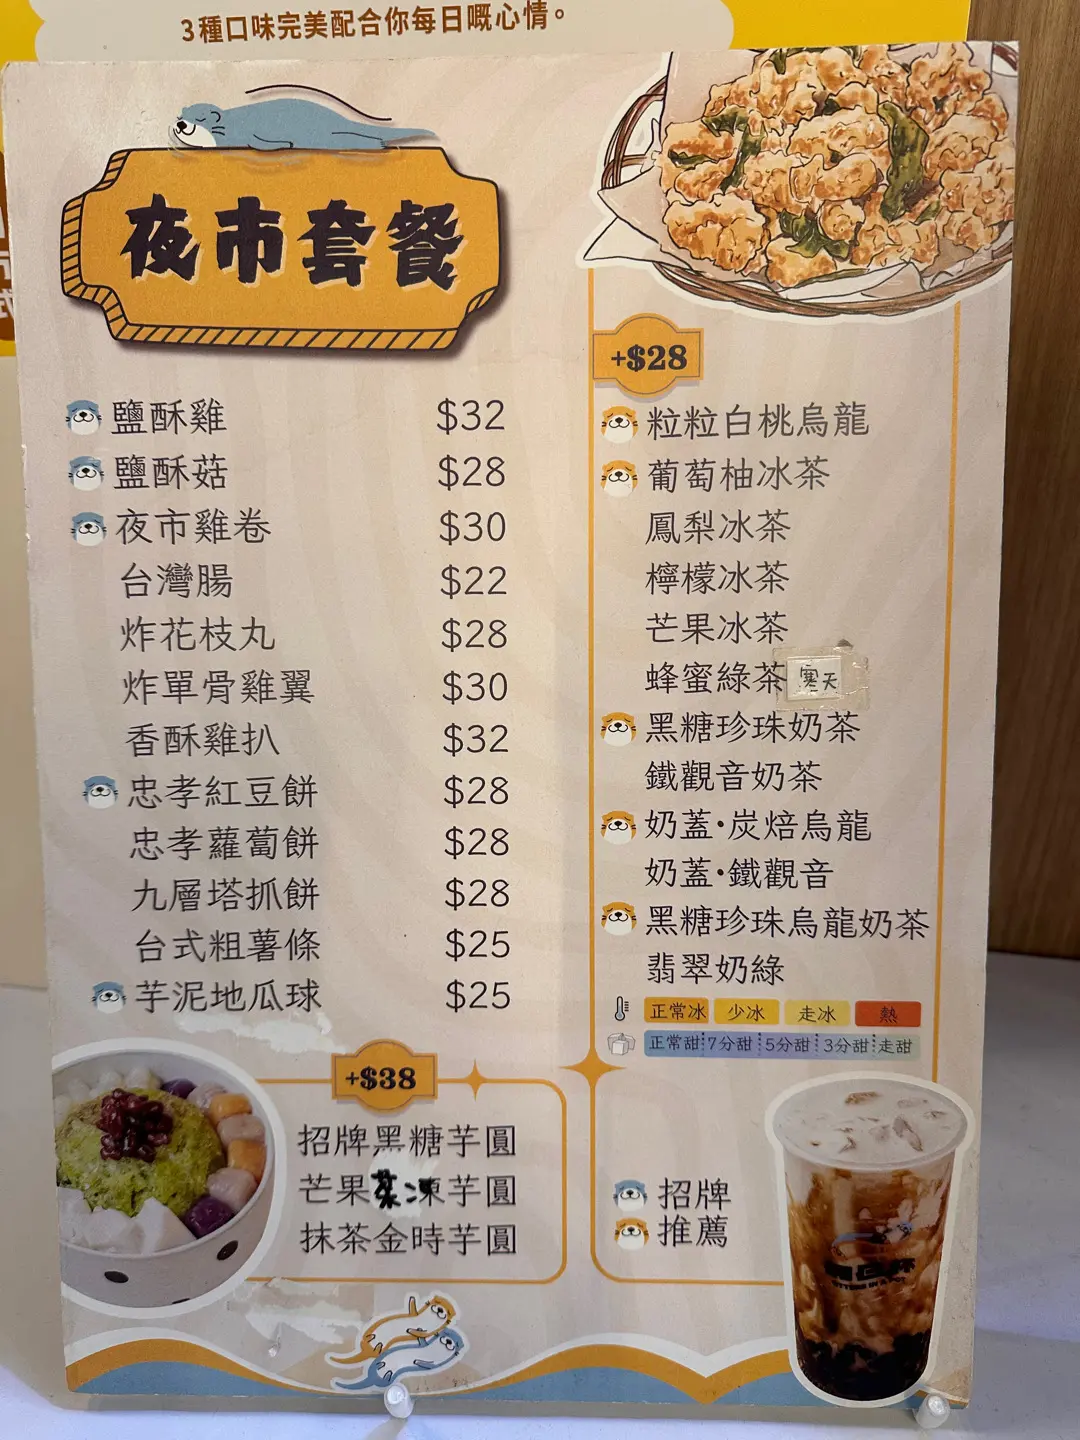 3種口味完美配合你每日嘅心情。
夜市套餐
鹽酥雞 $32
鹽酥菇 $28
夜市雞卷 $30
台灣腸 $22
炸花枝丸 $28
炸單骨雞翼 $30
香酥雞扒 $32
忠孝紅豆餅 $28
忠孝蘿蔔餅 $28
九層塔抓餅 $28
台式粗薯條 $25
芋泥地瓜球 $25
+$38
招牌黑糖芋圓
芒果菜凍芋圓
抹茶金時芋圓
+$28
粒粒白桃烏龍
葡萄柚冰茶
鳳梨冰茶
檸檬冰茶
芒果冰茶
蜂蜜綠茶 寒天
黑糖珍珠奶茶
鐵觀音奶茶
奶蓋·炭焙烏龍
奶蓋·鐵觀音
黑糖珍珠烏龍奶茶
翡翠奶綠
正常冰 少冰 走冰 熱
正常甜 7分甜 5分甜 3分甜 走甜
招牌
推薦